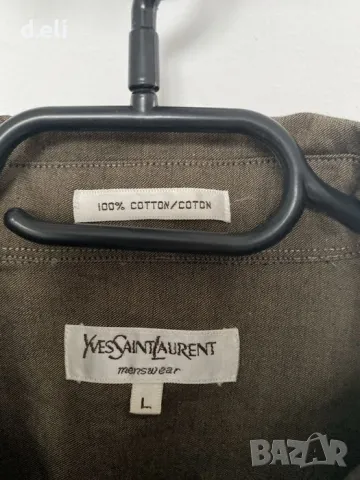 d.eli
100% COTTON/COTON
YVESSAINTLAURENT
menswear
L
BAZAR